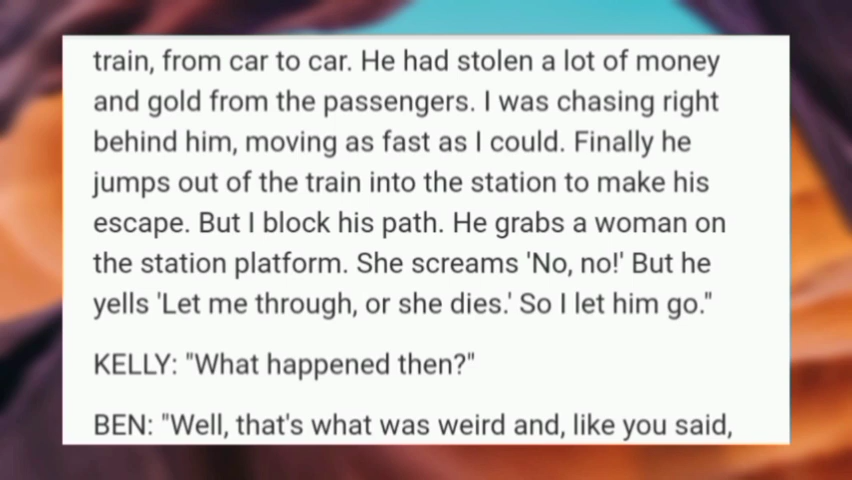 train, from car to car. He had stolen a lot of money
and gold from the passengers. I was chasing right
behind him, moving as fast as I could. Finally he
jumps out of the train into the station to make his
escape. But I block his path. He grabs a woman on
the station platform. She screams 'No, no!' But he
yells 'Let me through, or she dies.' So I let him go."
KELLY: "What happened then?"
BEN: "Well, that's what was weird and, like you said,